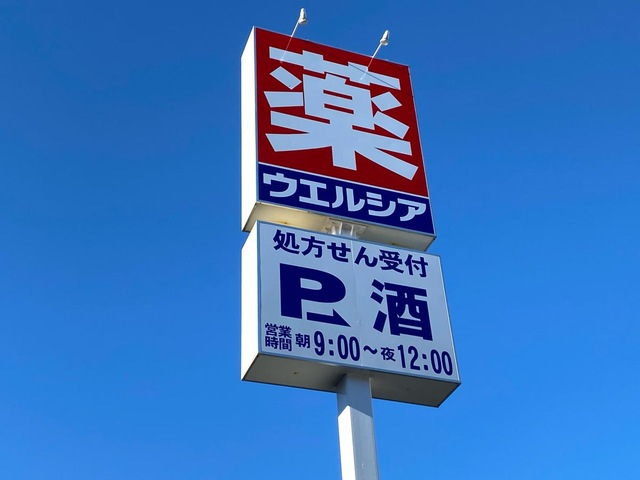 薬
ウエルシア
処方せん受付
P 酒
営業時間 朝9:00～夜12:00